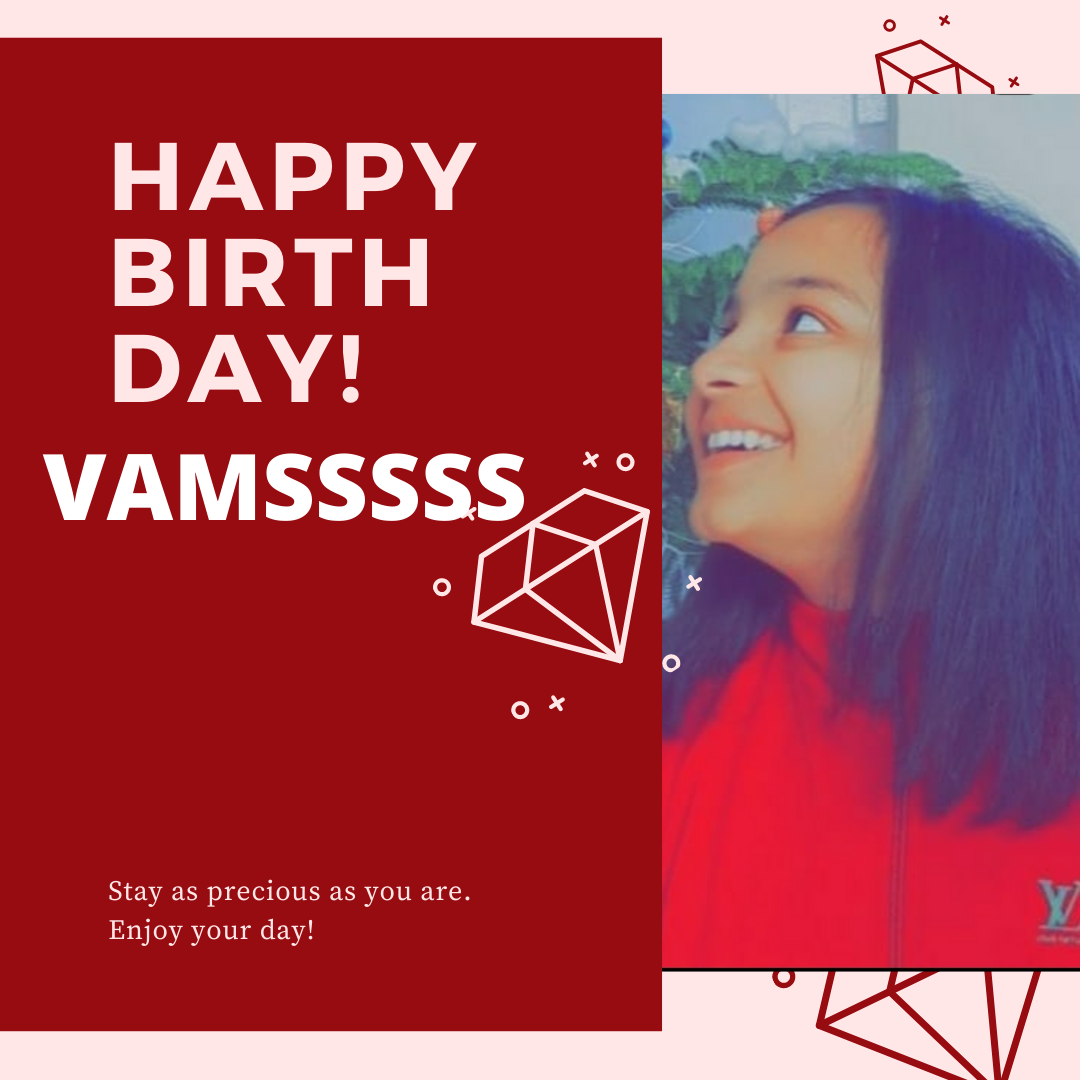 HAPPY
BIRTH
DAY!
VAMSSSSS
Stay as precious as you are.
Enjoy your day!